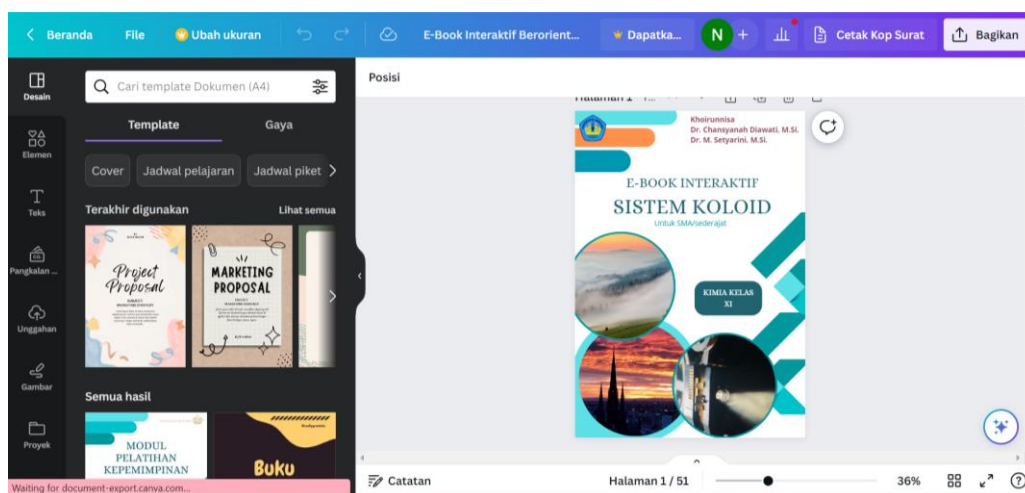 Beranda
File
Ubah ukuran
E-Book Interaktif Berorient...
Dapatka...
N
+
Cetak Kop Surat
Bagikan
Desain
Elemen
Teks
Pangkalan ...
Unggahan
Gambar
Proyek
Cari template Dokumen (A4)
Template
Gaya
Cover
Jadwal pelajaran
Jadwal piket
Terakhir digunakan
Lihat semua
Project
Proposal
MARKETING
PROPOSAL
Semua hasil
MODUL
PELATIHAN
KEPEMIMPINAN
Buku
Waiting for document-export.canva.com...
Posisi
Halaman 1
Khoirunnisa
Dr. Chansyanah Diawati, M.Si.
Dr. M. Setyarini, M.Si.
E-BOOK INTERAKTIF
SISTEM KOLOID
Untuk SMA/sederajat
KIMIA KELAS
XI
Catatan
Halaman 1 / 51
36%